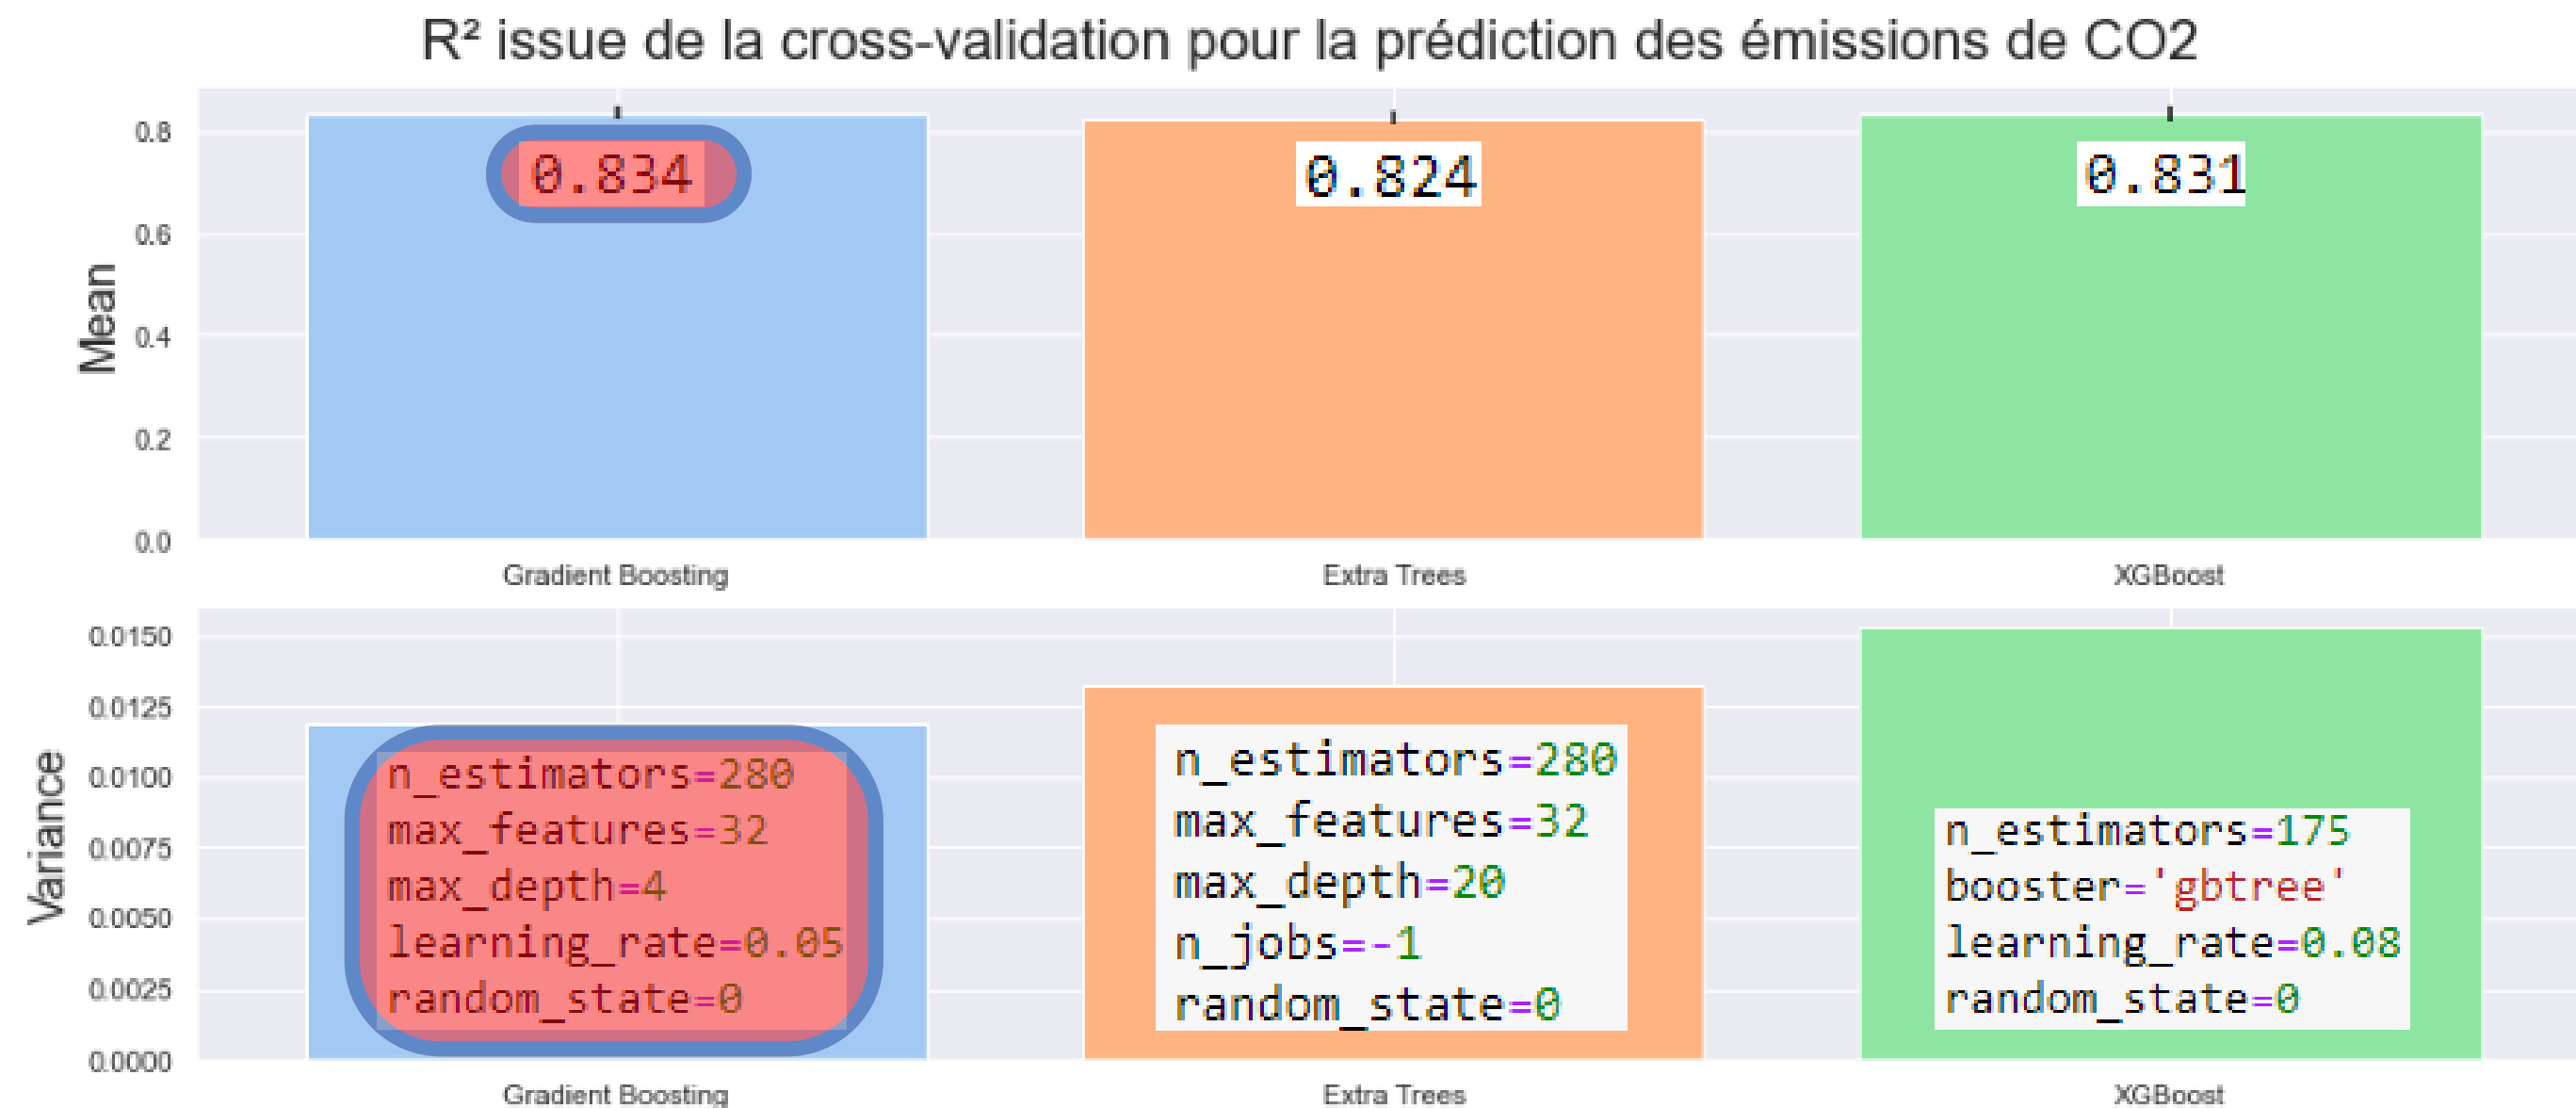 R² issue de la cross-validation pour la prédiction des émissions de CO2
Mean
0.8
0.6
0.4
0.2
0.0
0.834
0.824
0.831
Gradient Boosting
Extra Trees
XGBoost
Variance
0.0150
0.0125
0.0100
0.0075
0.0050
0.0025
0.0000
n_estimators=280
max_features=32
max_depth=4
learning_rate=0.05
random_state=0
n_estimators=280
max_features=32
max_depth=20
n_jobs=-1
random_state=0
n_estimators=175
booster='gbtree'
learning_rate=0.08
random_state=0
Gradient Boosting
Extra Trees
XGBoost